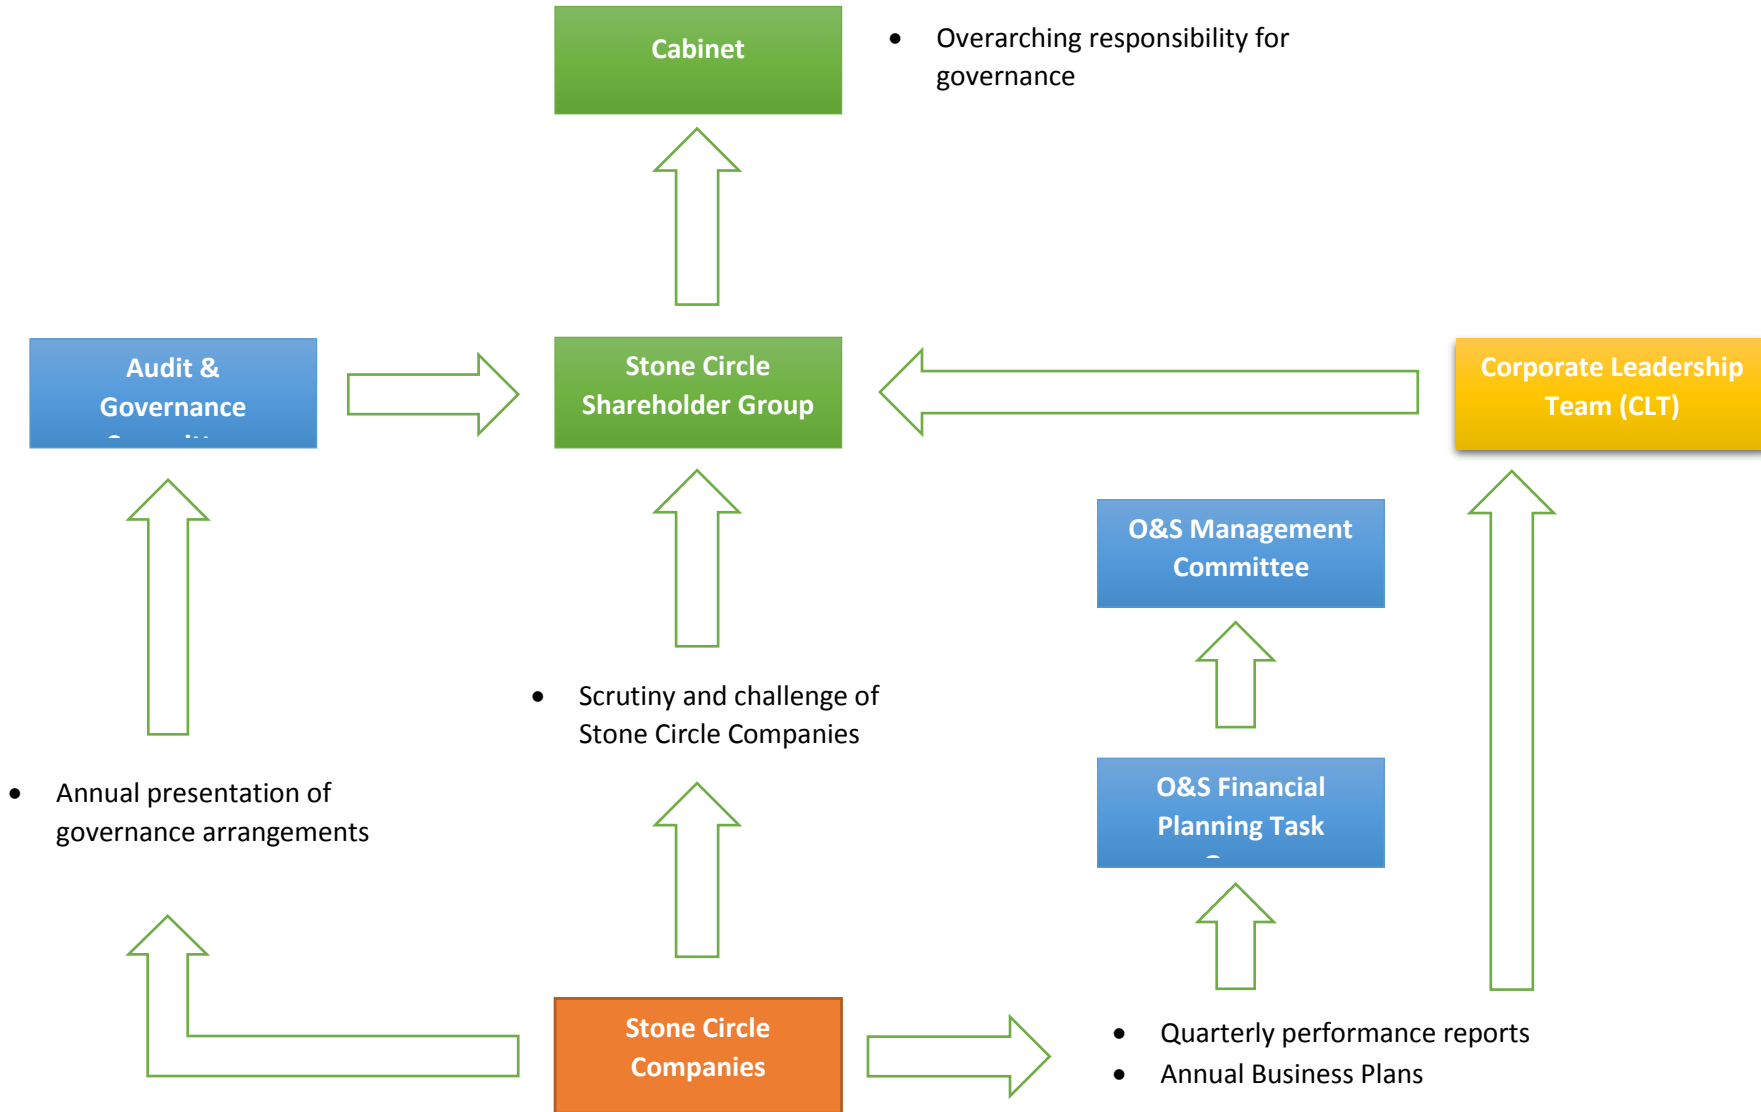 Cabinet
• Overarching responsibility for
governance
Audit &
Governance
Stone Circle
Shareholder Group
Corporate Leadership
Team (CLT)
O&S Management
Committee
• Scrutiny and challenge of
Stone Circle Companies
• Annual presentation of
governance arrangements
O&S Financial
Planning Task
Stone Circle
Companies
• Quarterly performance reports
• Annual Business Plans